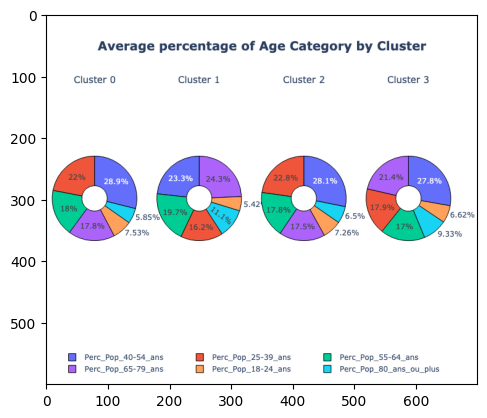 Average percentage of Age Category by Cluster
Cluster 0 Cluster 1 Cluster 2 Cluster 3
22% 28.9% 18% 17.8% 7.53% 5.85%
23.3% 24.3% 19.7% 16.2% 11.1% 5.42
22.8% 28.1% 17.8% 17.5% 7.26% 6.5%
21.4% 27.8% 17.9% 17% 9.33% 6.62%
Perc_Pop_40-54_ans Perc_Pop_25-39_ans Perc_Pop_55-64_ans
Perc_Pop_65-79_ans Perc_Pop_18-24_ans Perc_Pop_80_ans_ou_plus
0
100
200
300
400
500
0 100 200 300 400 500 600